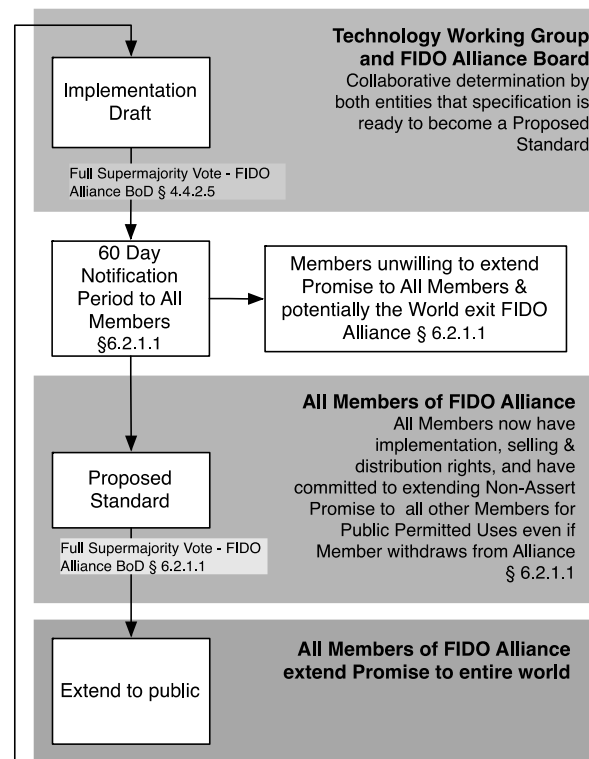 Technology Working Group
and FIDO Alliance Board
Collaborative determination by
both entities that specification is
ready to become a Proposed
Standard
Implementation
Draft
Full Supermajority Vote - FIDO
Alliance BoD § 4.4.2.5
60 Day
Notification
Period to All
Members
§6.2.1.1
Members unwilling to extend
Promise to All Members &
potentially the World exit FIDO
Alliance § 6.2.1.1
All Members of FIDO Alliance
All Members now have
implementation, selling &
distribution rights, and have
committed to extending Non-Assert
Promise to all other Members for
Public Permitted Uses even if
Member withdraws from Alliance
§ 6.2.1.1
Proposed
Standard
Full Supermajority Vote - FIDO
Alliance BoD § 6.2.1.1
All Members of FIDO Alliance
extend Promise to entire world
Extend to public